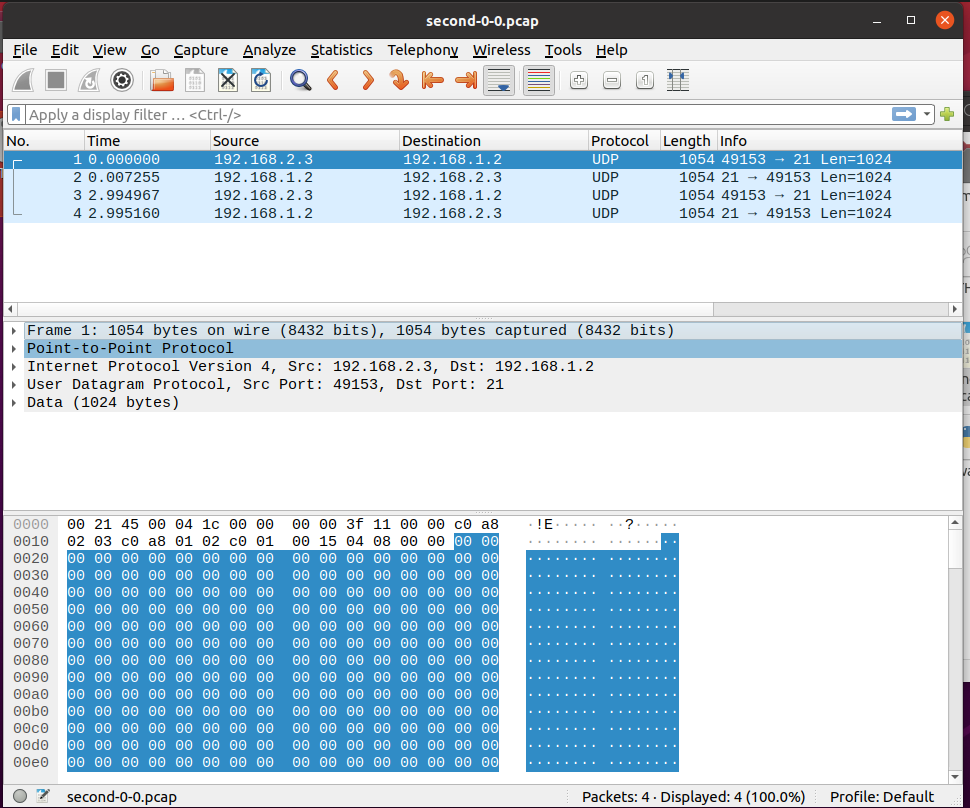 second-0-0.pcap
File Edit View Go Capture Analyze Statistics Telephony Wireless Tools Help
Apply a display filter … <Ctrl-/>
No. Time Source Destination Protocol Length Info
1 0.000000 192.168.2.3 192.168.1.2 UDP 1054 49153 → 21 Len=1024
2 0.007255 192.168.1.2 192.168.2.3 UDP 1054 21 → 49153 Len=1024
3 2.994967 192.168.2.3 192.168.1.2 UDP 1054 49153 → 21 Len=1024
4 2.995160 192.168.1.2 192.168.2.3 UDP 1054 21 → 49153 Len=1024
Frame 1: 1054 bytes on wire (8432 bits), 1054 bytes captured (8432 bits)
Point-to-Point Protocol
Internet Protocol Version 4, Src: 192.168.2.3, Dst: 192.168.1.2
User Datagram Protocol, Src Port: 49153, Dst Port: 21
Data (1024 bytes)
0000 00 21 45 00 04 1c 00 00 00 00 3f 11 00 00 c0 a8 ·!E····· ··?·····
0010 02 03 c0 a8 01 02 c0 01 00 15 04 08 00 00 00 00 ········ ········
0020 00 00 00 00 00 00 00 00 00 00 00 00 00 00 00 00 ········ ········
0030 00 00 00 00 00 00 00 00 00 00 00 00 00 00 00 00 ········ ········
0040 00 00 00 00 00 00 00 00 00 00 00 00 00 00 00 00 ········ ········
0050 00 00 00 00 00 00 00 00 00 00 00 00 00 00 00 00 ········ ········
0060 00 00 00 00 00 00 00 00 00 00 00 00 00 00 00 00 ········ ········
0070 00 00 00 00 00 00 00 00 00 00 00 00 00 00 00 00 ········ ········
0080 00 00 00 00 00 00 00 00 00 00 00 00 00 00 00 00 ········ ········
0090 00 00 00 00 00 00 00 00 00 00 00 00 00 00 00 00 ········ ········
00a0 00 00 00 00 00 00 00 00 00 00 00 00 00 00 00 00 ········ ········
00b0 00 00 00 00 00 00 00 00 00 00 00 00 00 00 00 00 ········ ········
00c0 00 00 00 00 00 00 00 00 00 00 00 00 00 00 00 00 ········ ········
00d0 00 00 00 00 00 00 00 00 00 00 00 00 00 00 00 00 ········ ········
00e0 00 00 00 00 00 00 00 00 00 00 00 00 00 00 00 00 ········ ········
second-0-0.pcap Packets: 4 · Displayed: 4 (100.0%) Profile: Default